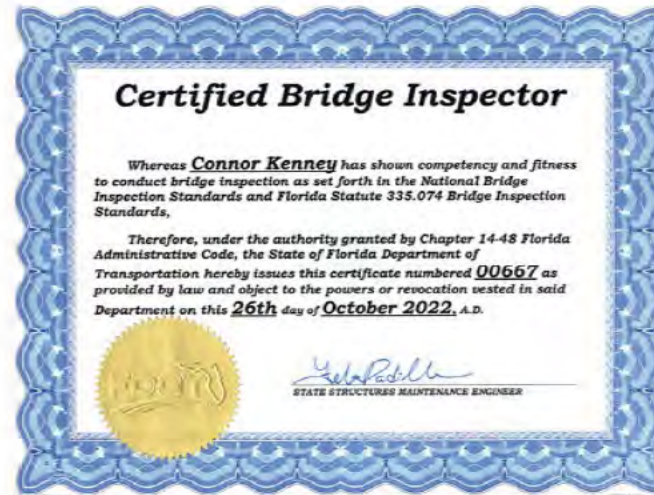 Certified Bridge Inspector
Whereas Connor Kenney has shown competency and fitness
to conduct bridge inspection as set forth in the National Bridge
Inspection Standards and Florida Statute 335.074 Bridge Inspection
Standards,
Therefore, under the authority granted by Chapter 14-48 Florida
Administrative Code, the State of Florida Department of
Transportation hereby issues this certificate numbered 00667 as
provided by law and object to the powers or revocation vested in said
Department on this 26th day of October 2022, A.D.
STATE STRUCTURES MAINTENANCE ENGINEER